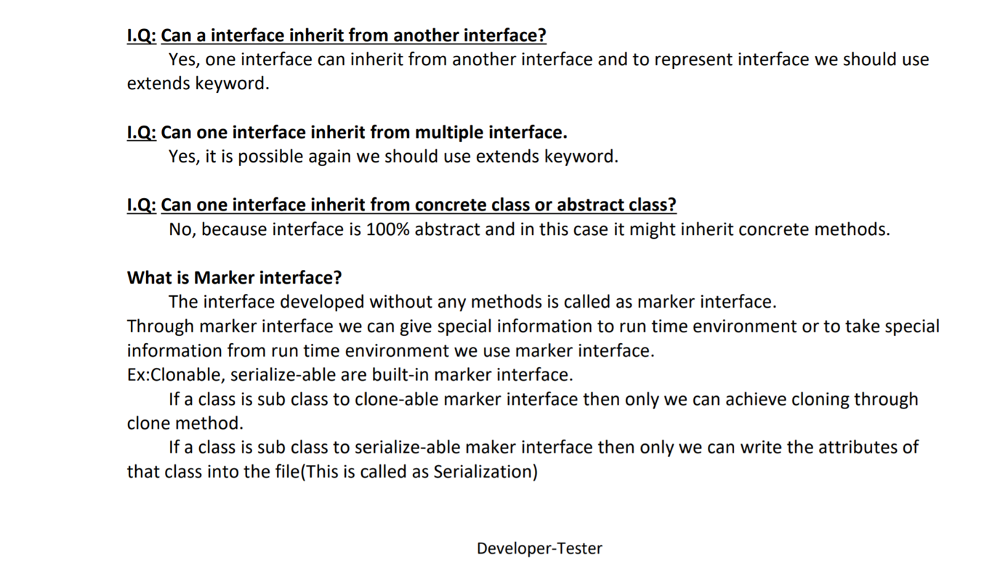 I.Q: Can a interface inherit from another interface?
Yes, one interface can inherit from another interface and to represent interface we should use
extends keyword.
I.Q: Can one interface inherit from multiple interface.
Yes, it is possible again we should use extends keyword.
I.Q: Can one interface inherit from concrete class or abstract class?
No, because interface is 100% abstract and in this case it might inherit concrete methods.
What is Marker interface?
The interface developed without any methods is called as marker interface.
Through marker interface we can give special information to run time environment or to take special
information from run time environment we use marker interface.
Ex:Clonable, serialize-able are built-in marker interface.
If a class is sub class to clone-able marker interface then only we can achieve cloning through
clone method.
If a class is sub class to serialize-able maker interface then only we can write the attributes of
that class into the file(This is called as Serialization)
Developer-Tester